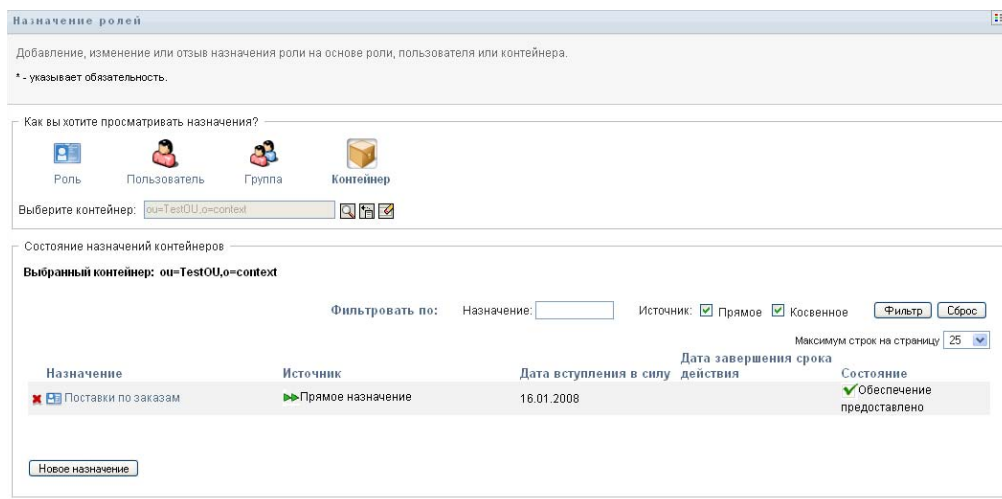 Назначение ролей
Добавление, изменение или отзыв назначения роли на основе роли, пользователя или контейнера.
* - указывает обязательность.
Как вы хотите просматривать назначения?
Роль Пользователь Группа Контейнер
Выберите контейнер: ou=TestOU,o=context
Состояние назначений контейнеров
Выбранный контейнер: ou=TestOU,o=context
Фильтровать по: Назначение: Источник: Прямое Косвенное Фильтр Сброс
Максимум строк на страницу 25
Назначение Источник Дата вступления в силу Дата завершения срока действия Состояние
Поставки по заказам Прямое назначение 16.01.2008 Обеспечение предоставлено
Новое назначение